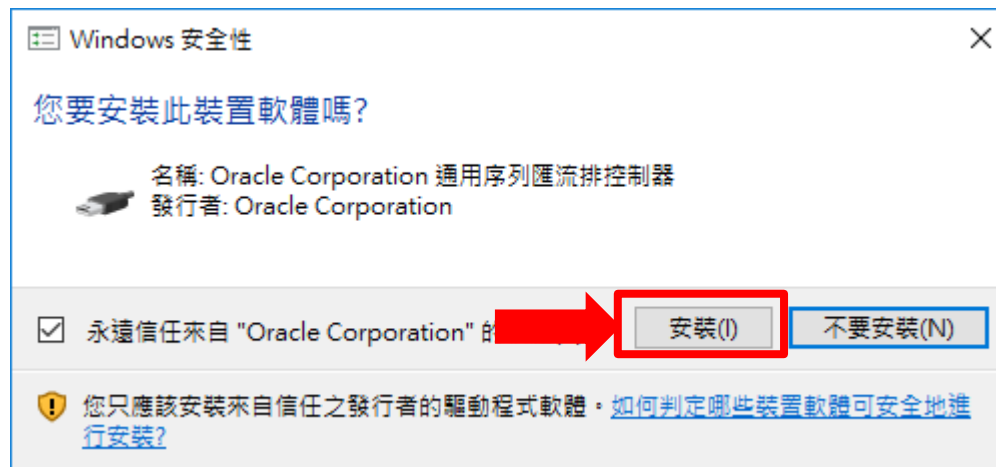 Windows 安全性
您要安裝此裝置軟體嗎?
名稱: Oracle Corporation 通用序列匯流排控制器
發行者: Oracle Corporation
永遠信任來自 "Oracle Corporation" 的 安裝(I) 不要安裝(N)
您只應該安裝來自信任之發行者的驅動程式軟體。如何判定哪些裝置軟體可安全地進
行安裝?